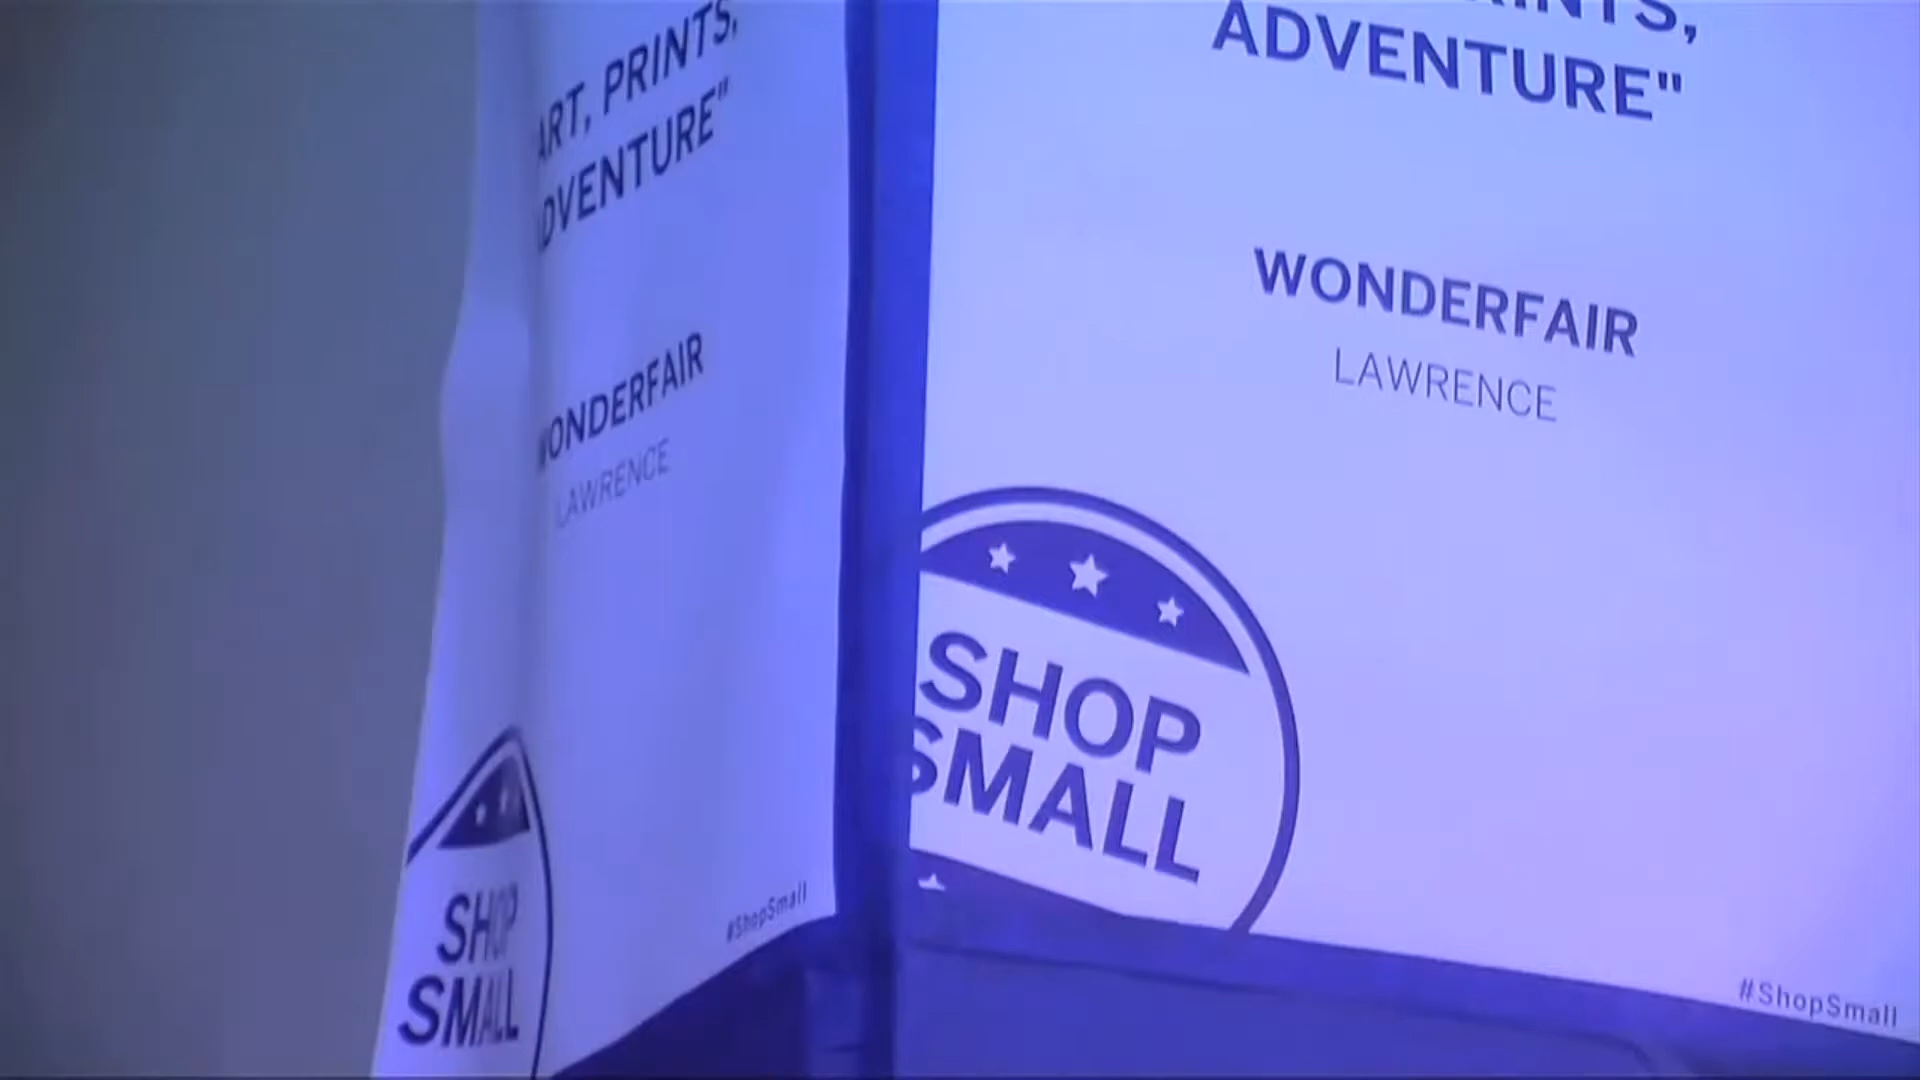 ART, PRINTS,
ADVENTURE"
WONDERFAIR
LAWRENCE
SHOP
SMALL
#ShopSmall
ADVENTURE"
WONDERFAIR
LAWRENCE
SHOP
SMALL
#ShopSmall